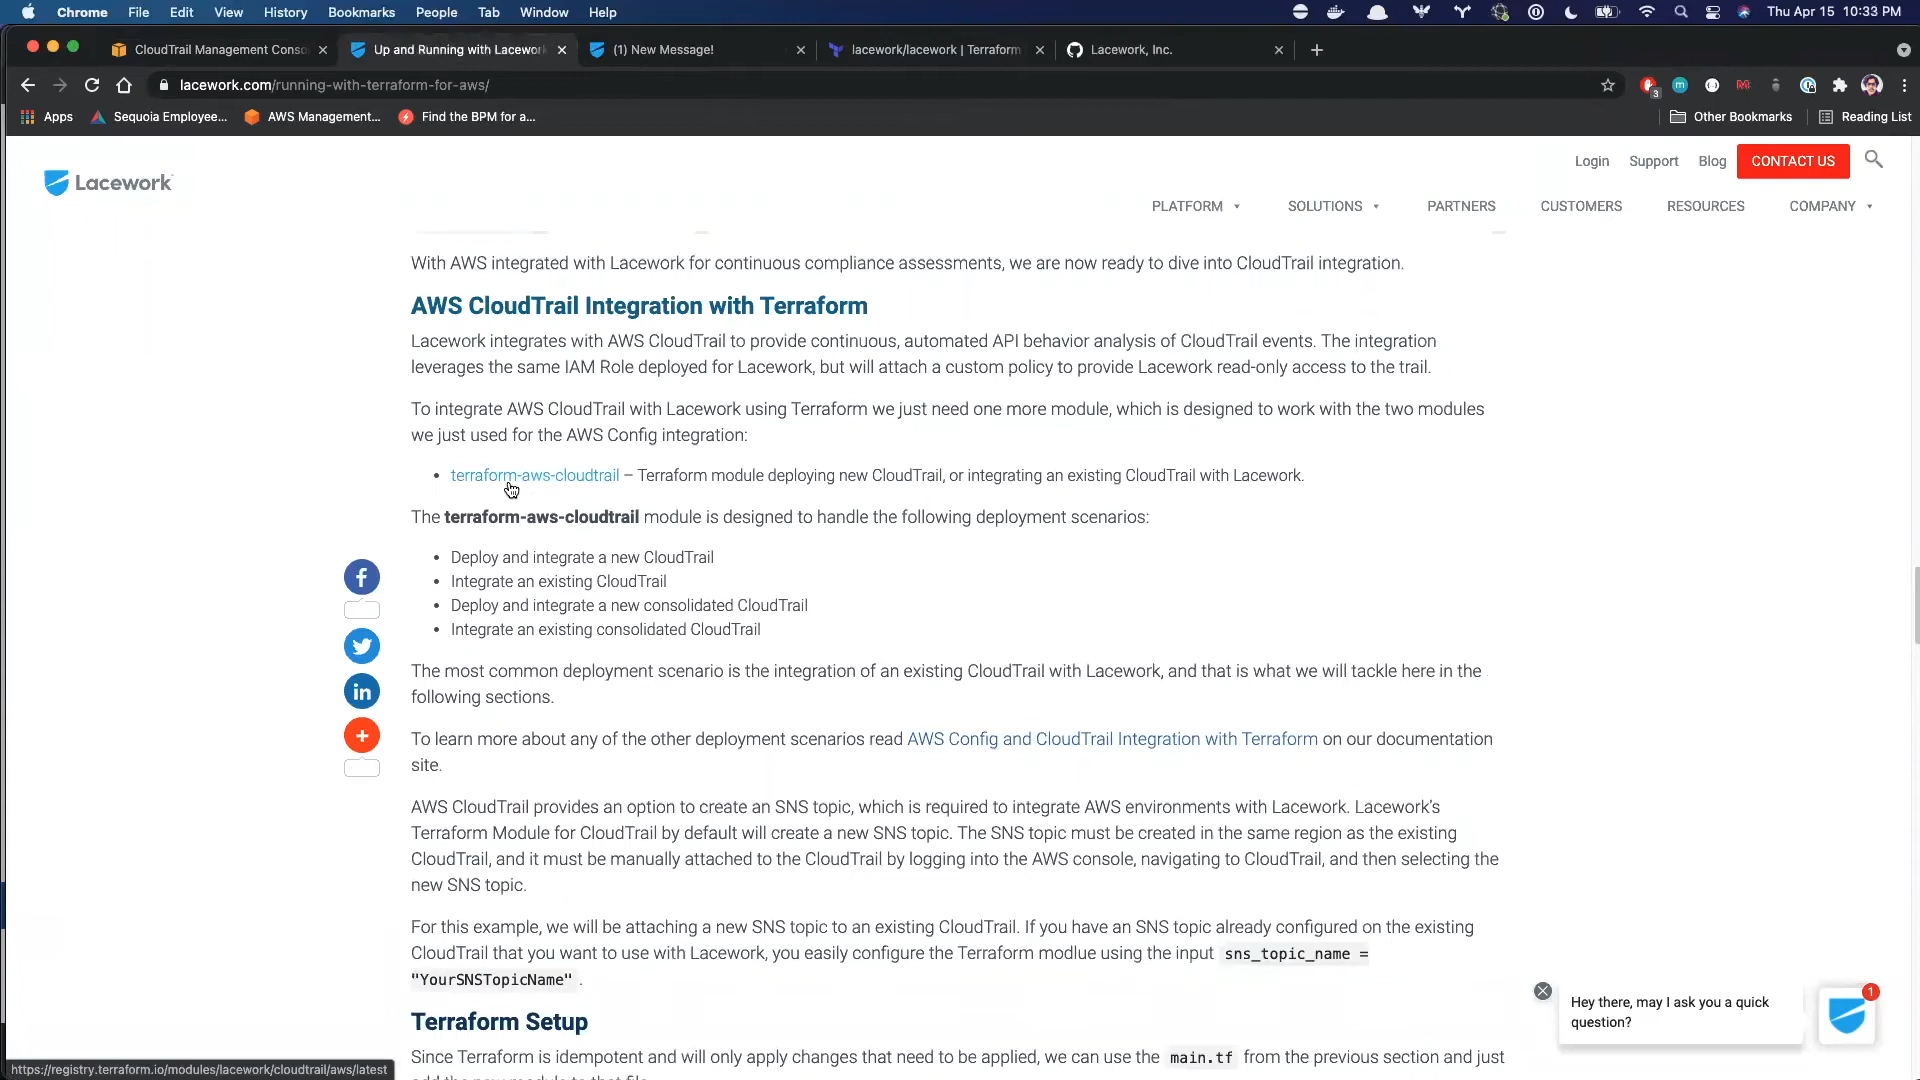 Chrome File Edit View History Bookmarks People Tab Window Help Thu Apr 15 10:33 PM
CloudTrail Management Conso Up and Running with Lacework (1) New Message! lacework/lacework | Terraform Lacework, Inc.
lacework.com/running-with-terraform-for-aws/
3
Apps Sequoia Employee... AWS Management... Find the BPM for a... Other Bookmarks Reading List
Login Support Blog CONTACT US
Lacework
PLATFORM SOLUTIONS PARTNERS CUSTOMERS RESOURCES COMPANY
With AWS integrated with Lacework for continuous compliance assessments, we are now ready to dive into CloudTrail integration.
AWS CloudTrail Integration with Terraform
Lacework integrates with AWS CloudTrail to provide continuous, automated API behavior analysis of CloudTrail events. The integration
leverages the same IAM Role deployed for Lacework, but will attach a custom policy to provide Lacework read-only access to the trail.
To integrate AWS CloudTrail with Lacework using Terraform we just need one more module, which is designed to work with the two modules
we just used for the AWS Config integration:
• terraform-aws-cloudtrail – Terraform module deploying new CloudTrail, or integrating an existing CloudTrail with Lacework.
The terraform-aws-cloudtrail module is designed to handle the following deployment scenarios:
• Deploy and integrate a new CloudTrail
• Integrate an existing CloudTrail
• Deploy and integrate a new consolidated CloudTrail
• Integrate an existing consolidated CloudTrail
The most common deployment scenario is the integration of an existing CloudTrail with Lacework, and that is what we will tackle here in the
following sections.
To learn more about any of the other deployment scenarios read AWS Config and CloudTrail Integration with Terraform on our documentation
site.
AWS CloudTrail provides an option to create an SNS topic, which is required to integrate AWS environments with Lacework. Lacework's
Terraform Module for CloudTrail by default will create a new SNS topic. The SNS topic must be created in the same region as the existing
CloudTrail, and it must be manually attached to the CloudTrail by logging into the AWS console, navigating to CloudTrail, and then selecting the
new SNS topic.
For this example, we will be attaching a new SNS topic to an existing CloudTrail. If you have an SNS topic already configured on the existing
CloudTrail that you want to use with Lacework, you easily configure the Terraform modlue using the input sns_topic_name =
"YourSNSTopicName" .
Terraform Setup
Since Terraform is idempotent and will only apply changes that need to be applied, we can use the main.tf from the previous section and just
Hey there, may I ask you a quick
question?
1
https://registry.terraform.io/modules/lacework/cloudtrail/aws/latest